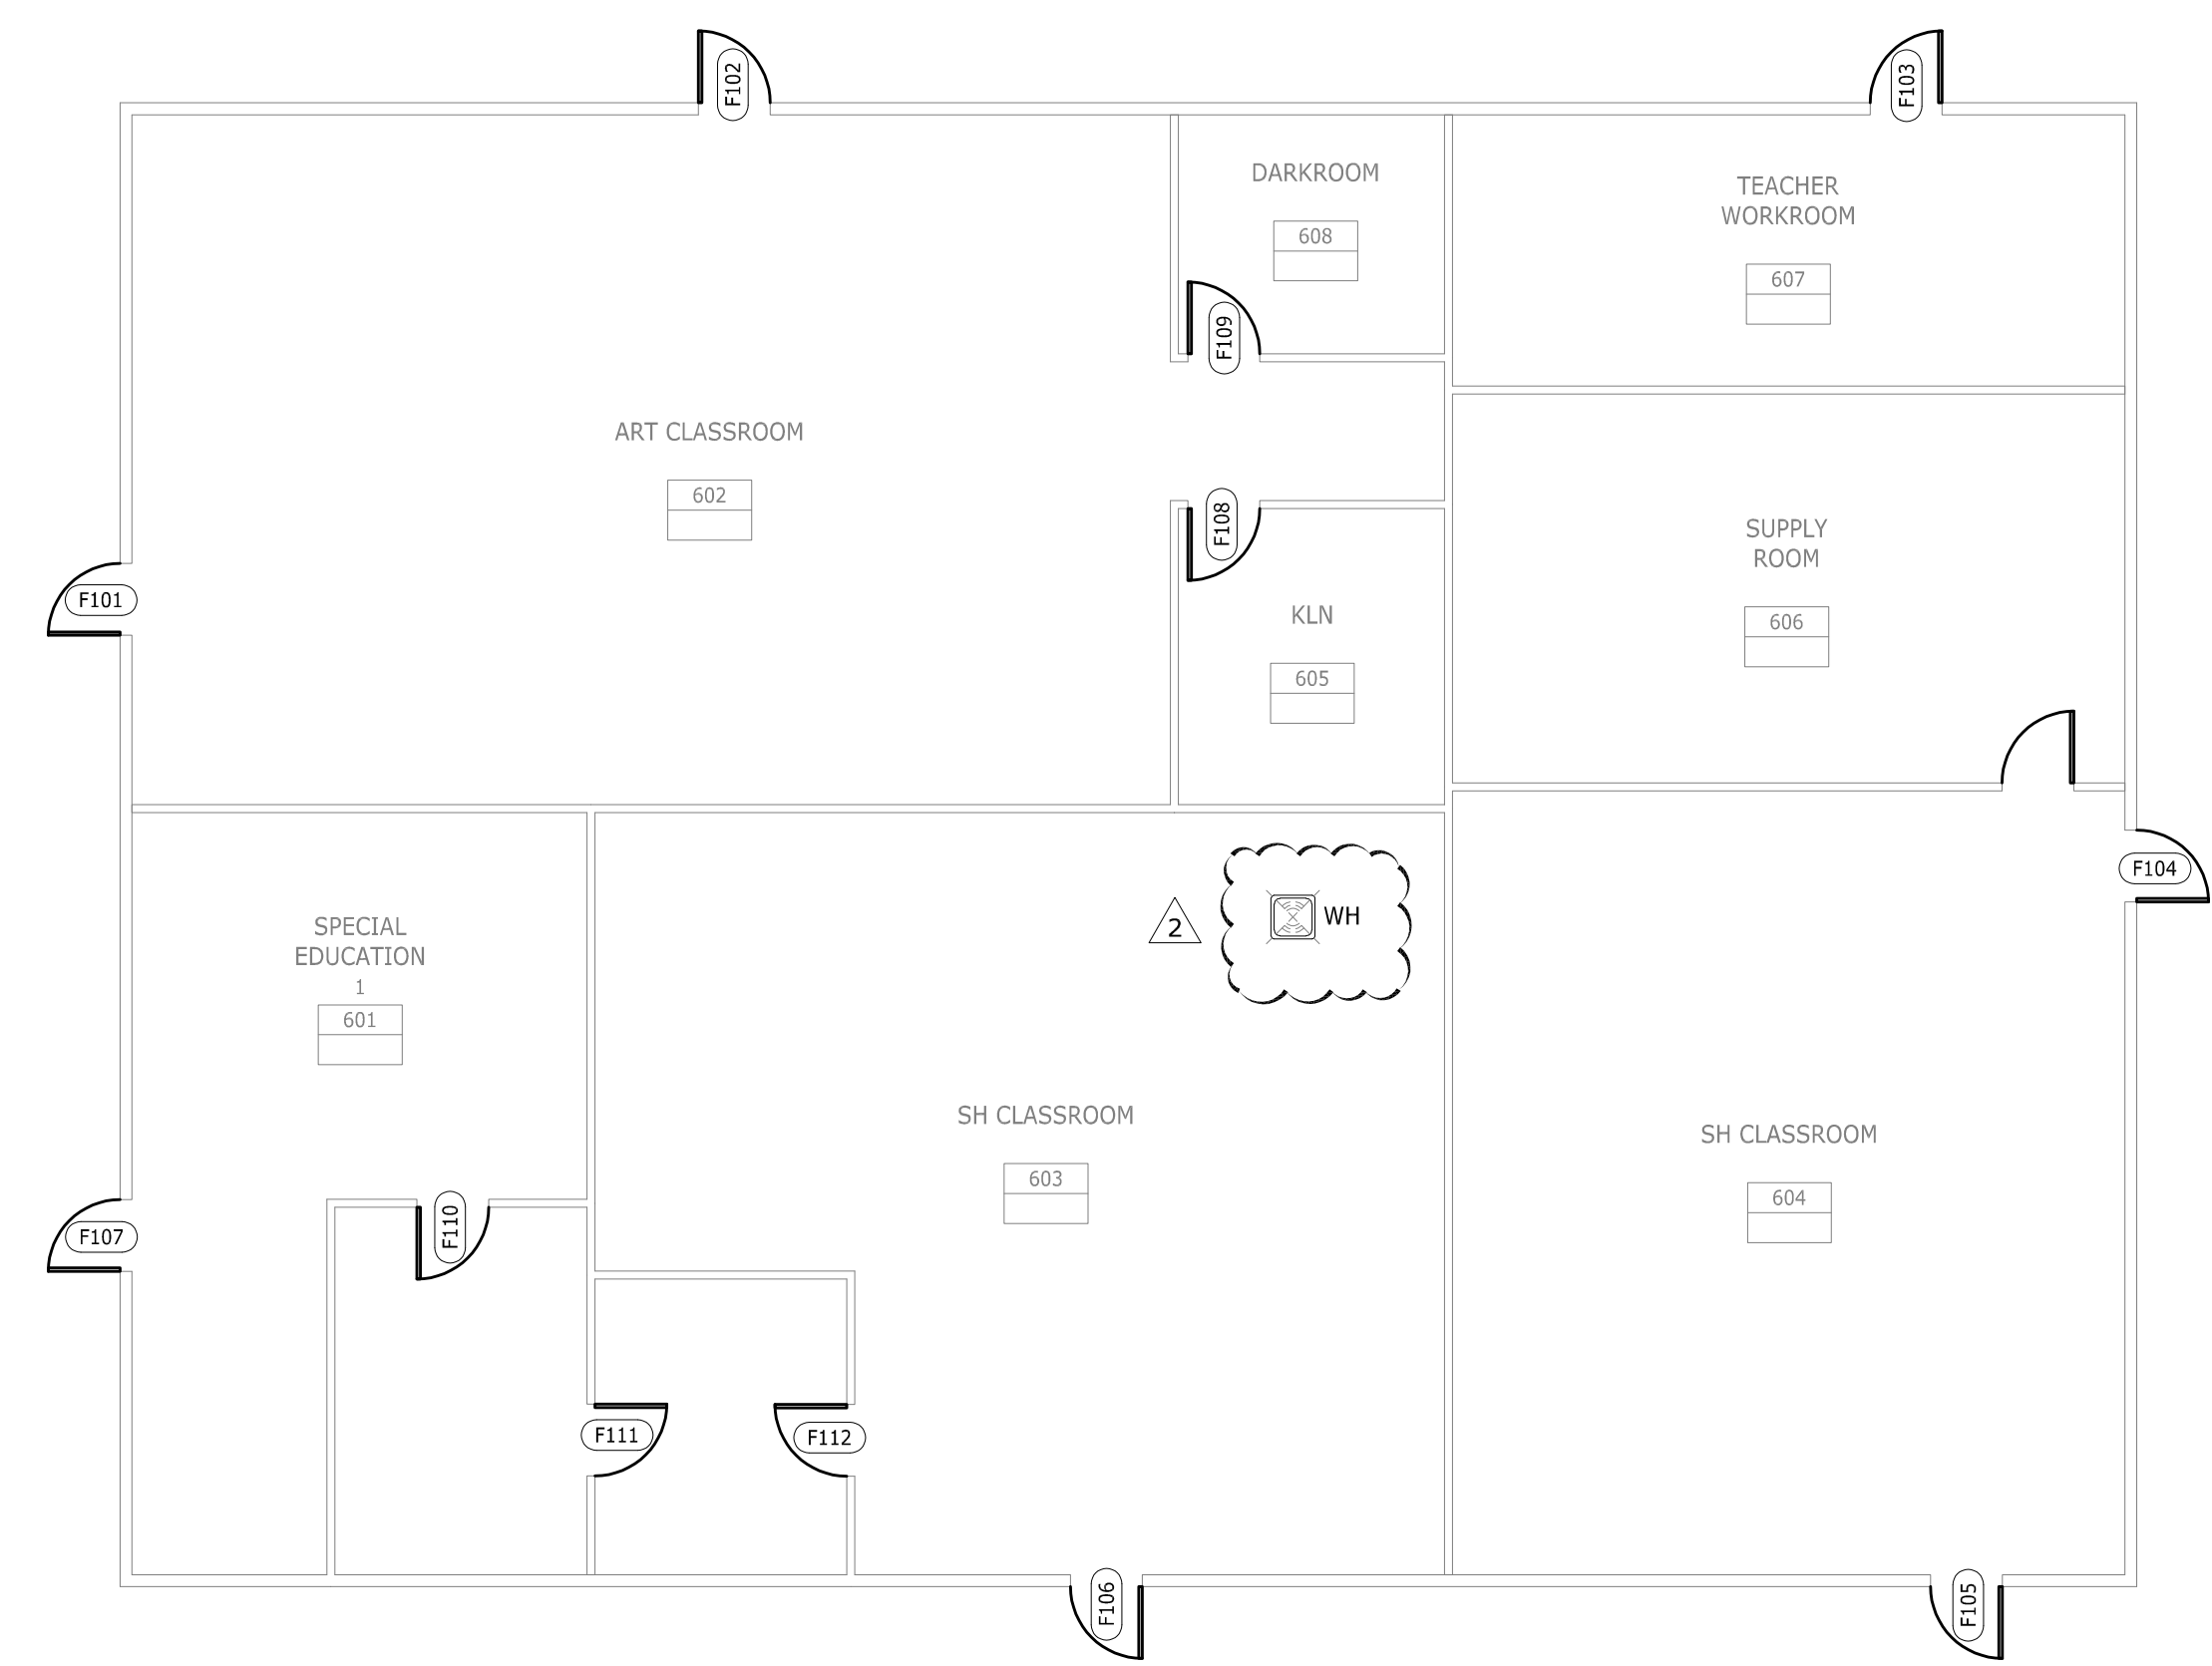 F102
F103
DARKROOM
608
TEACHER
WORKROOM
607
F109
ART CLASSROOM
602
F108
SUPPLY
ROOM
606
F101
KLN
605
F104
2
WH
SPECIAL
EDUCATION
1
601
SH CLASSROOM
603
SH CLASSROOM
604
F107
F110
F111
F112
F106
F105